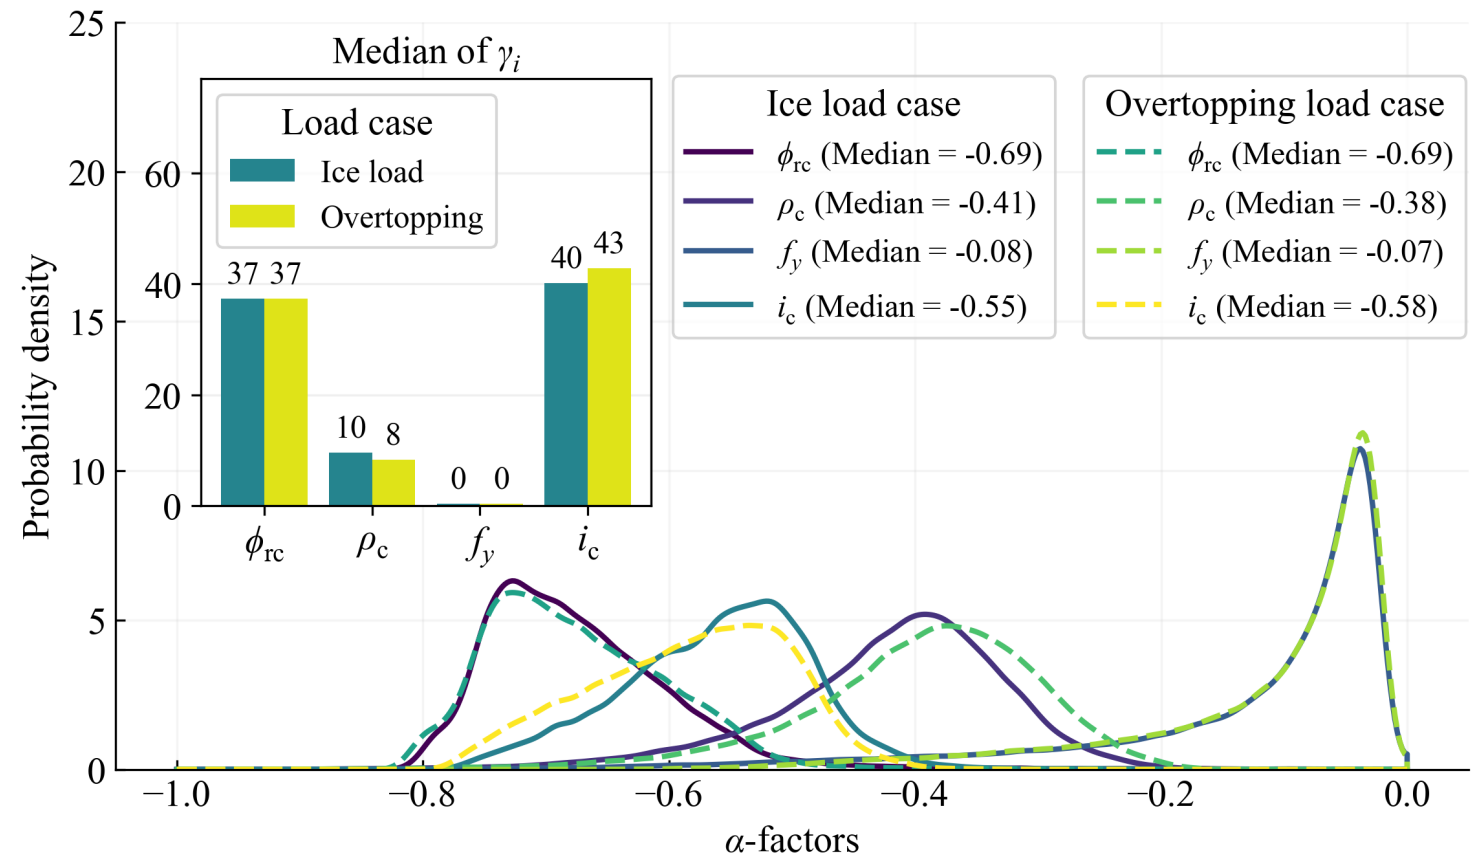 25
20
15
10
5
0
Probability density
Median of γᵢ
Load case
Ice load
Overtopping
60
40
20
0
37 37
10 8
0 0
40 43
ϕrc ρc fy ic
Ice load case
ϕrc (Median = -0.69)
ρc (Median = -0.41)
fy (Median = -0.08)
ic (Median = -0.55)
Overtopping load case
ϕrc (Median = -0.69)
ρc (Median = -0.38)
fy (Median = -0.07)
ic (Median = -0.58)
−1.0 −0.8 −0.6 −0.4 −0.2 0.0
α-factors